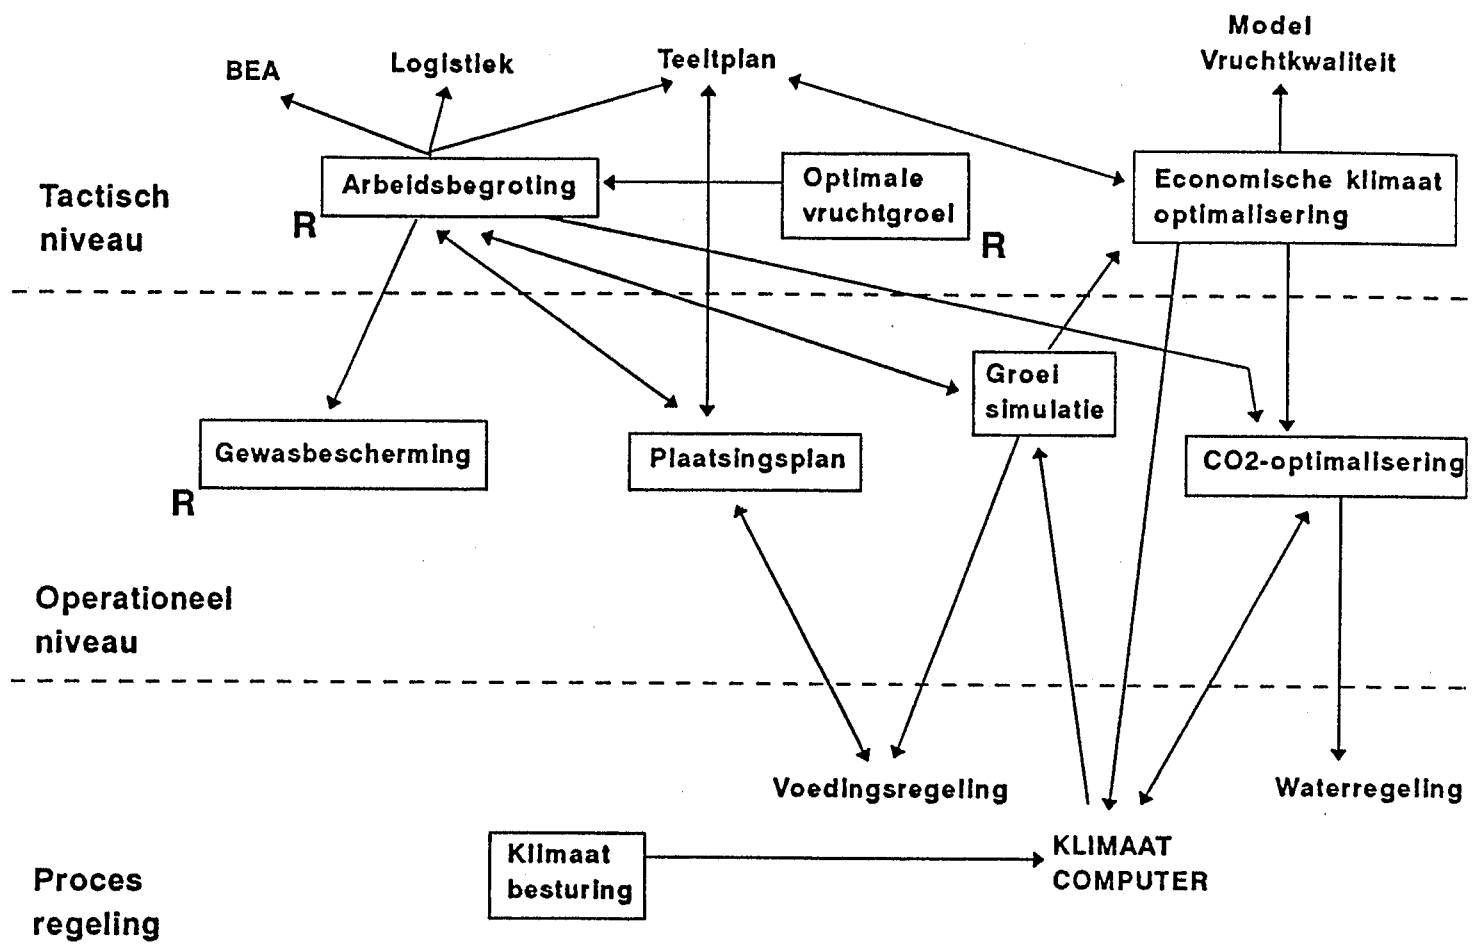 Model
Vruchtkwaliteit
BEA
Logistiek
Teeltplan
Tactisch
niveau
Arbeidsbegroting
R
Optimale
vruchtgroei
R
Economische klimaat
optimalisering
Groei
simulatie
Gewasbescherming
R
Plaatsingsplan
CO2-optimalisering
Operationeel
niveau
Voedingsregeling
Waterregeling
Klimaat
besturing
KLIMAAT
COMPUTER
Proces
regeling